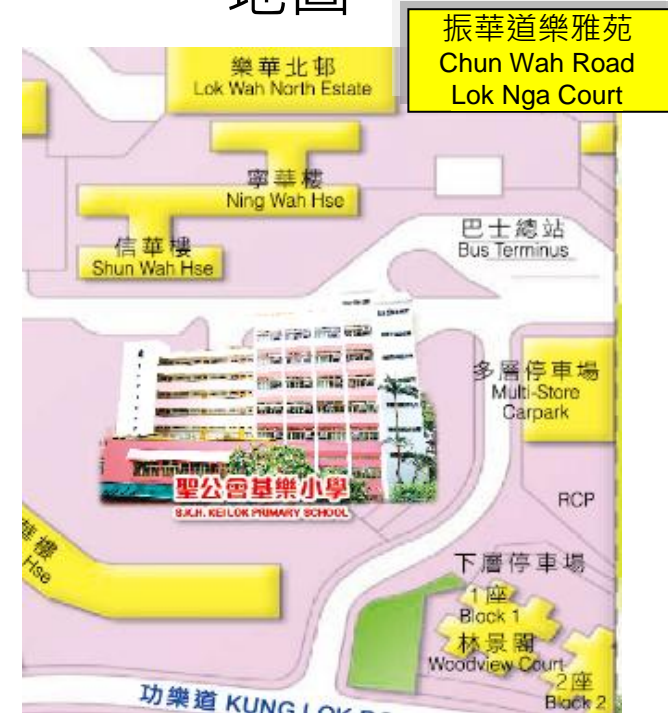 地圖
振華道樂雅苑
Chun Wah Road
Lok Nga Court
樂華北邨
Lok Wah North Estate
寧華樓
Ning Wah Hse
信華樓
Shun Wah Hse
巴士總站
Bus Terminus
多層停車場
Multi-Store
Carpark
聖公會基樂小學
S.K.H. KEI LOK PRIMARY SCHOOL
RCP
華樓
Hse
下層停車場
1座
Block 1
林景閣
Woodview Court
2座
Block 2
功樂道 KUNG LOK